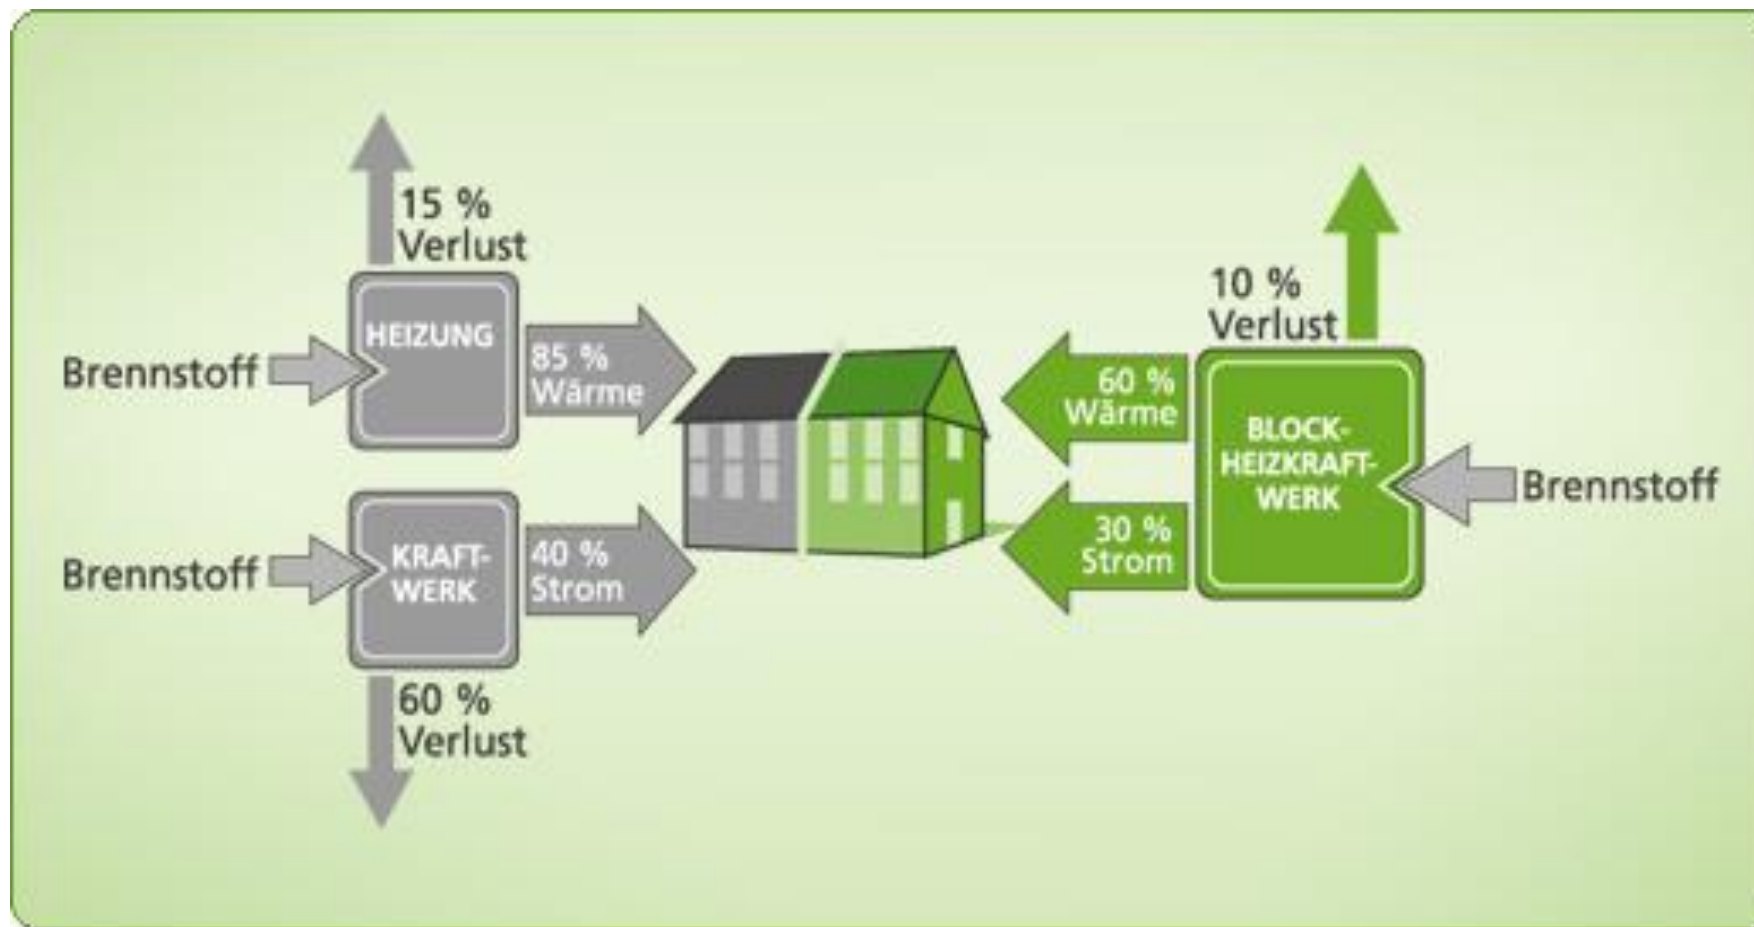 15 %
Verlust
HEIZUNG
Brennstoff
85 %
Wärme
KRAFT-
WERK
Brennstoff
40 %
Strom
60 %
Verlust
10 %
Verlust
60 %
Wärme
BLOCK-
HEIZKRAFT-
WERK
Brennstoff
30 %
Strom